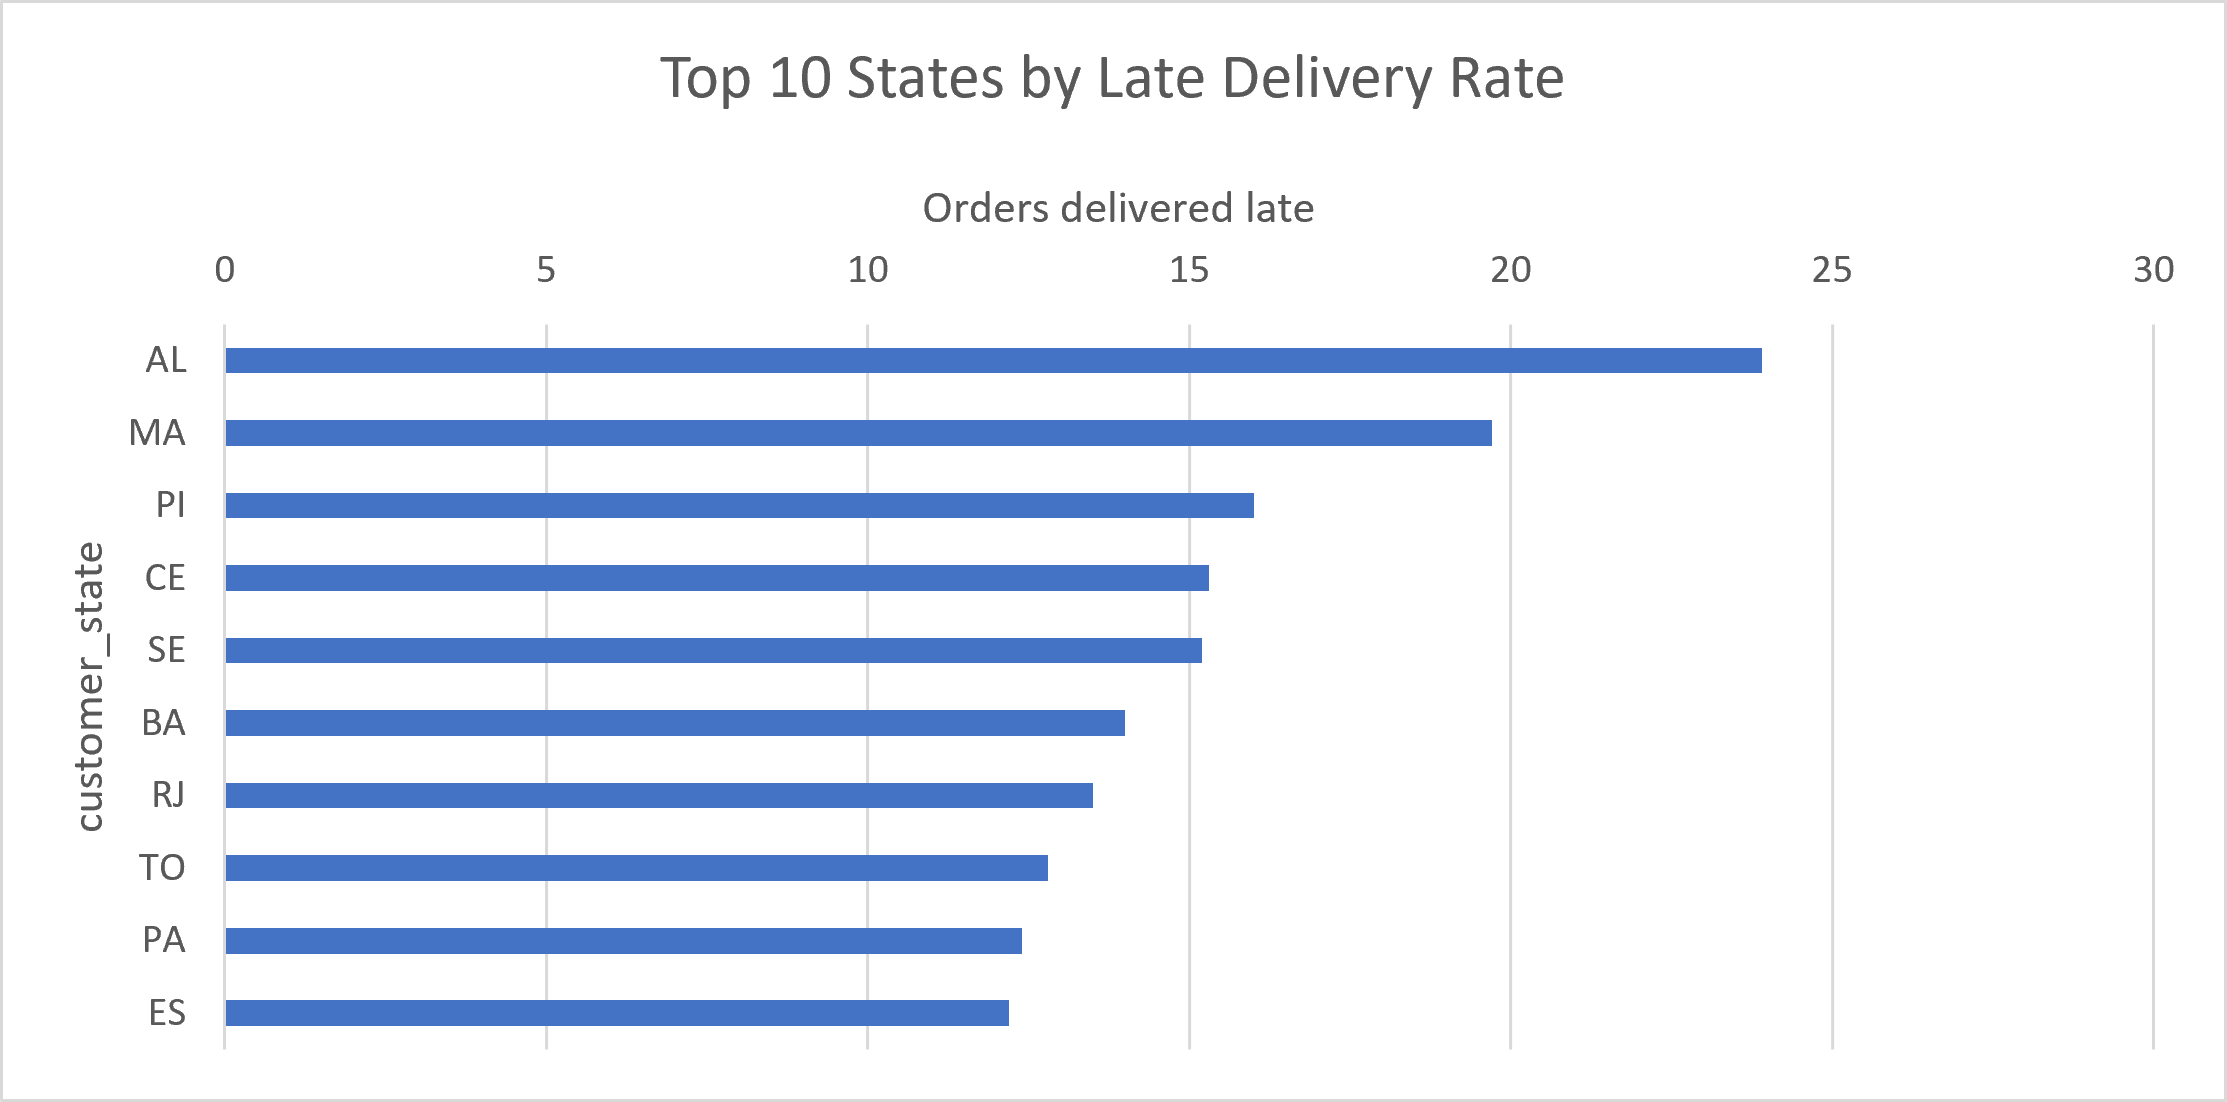 Top 10 States by Late Delivery Rate
Orders delivered late
0 5 10 15 20 25 30
customer_state
AL
MA
PI
CE
SE
BA
RJ
TO
PA
ES